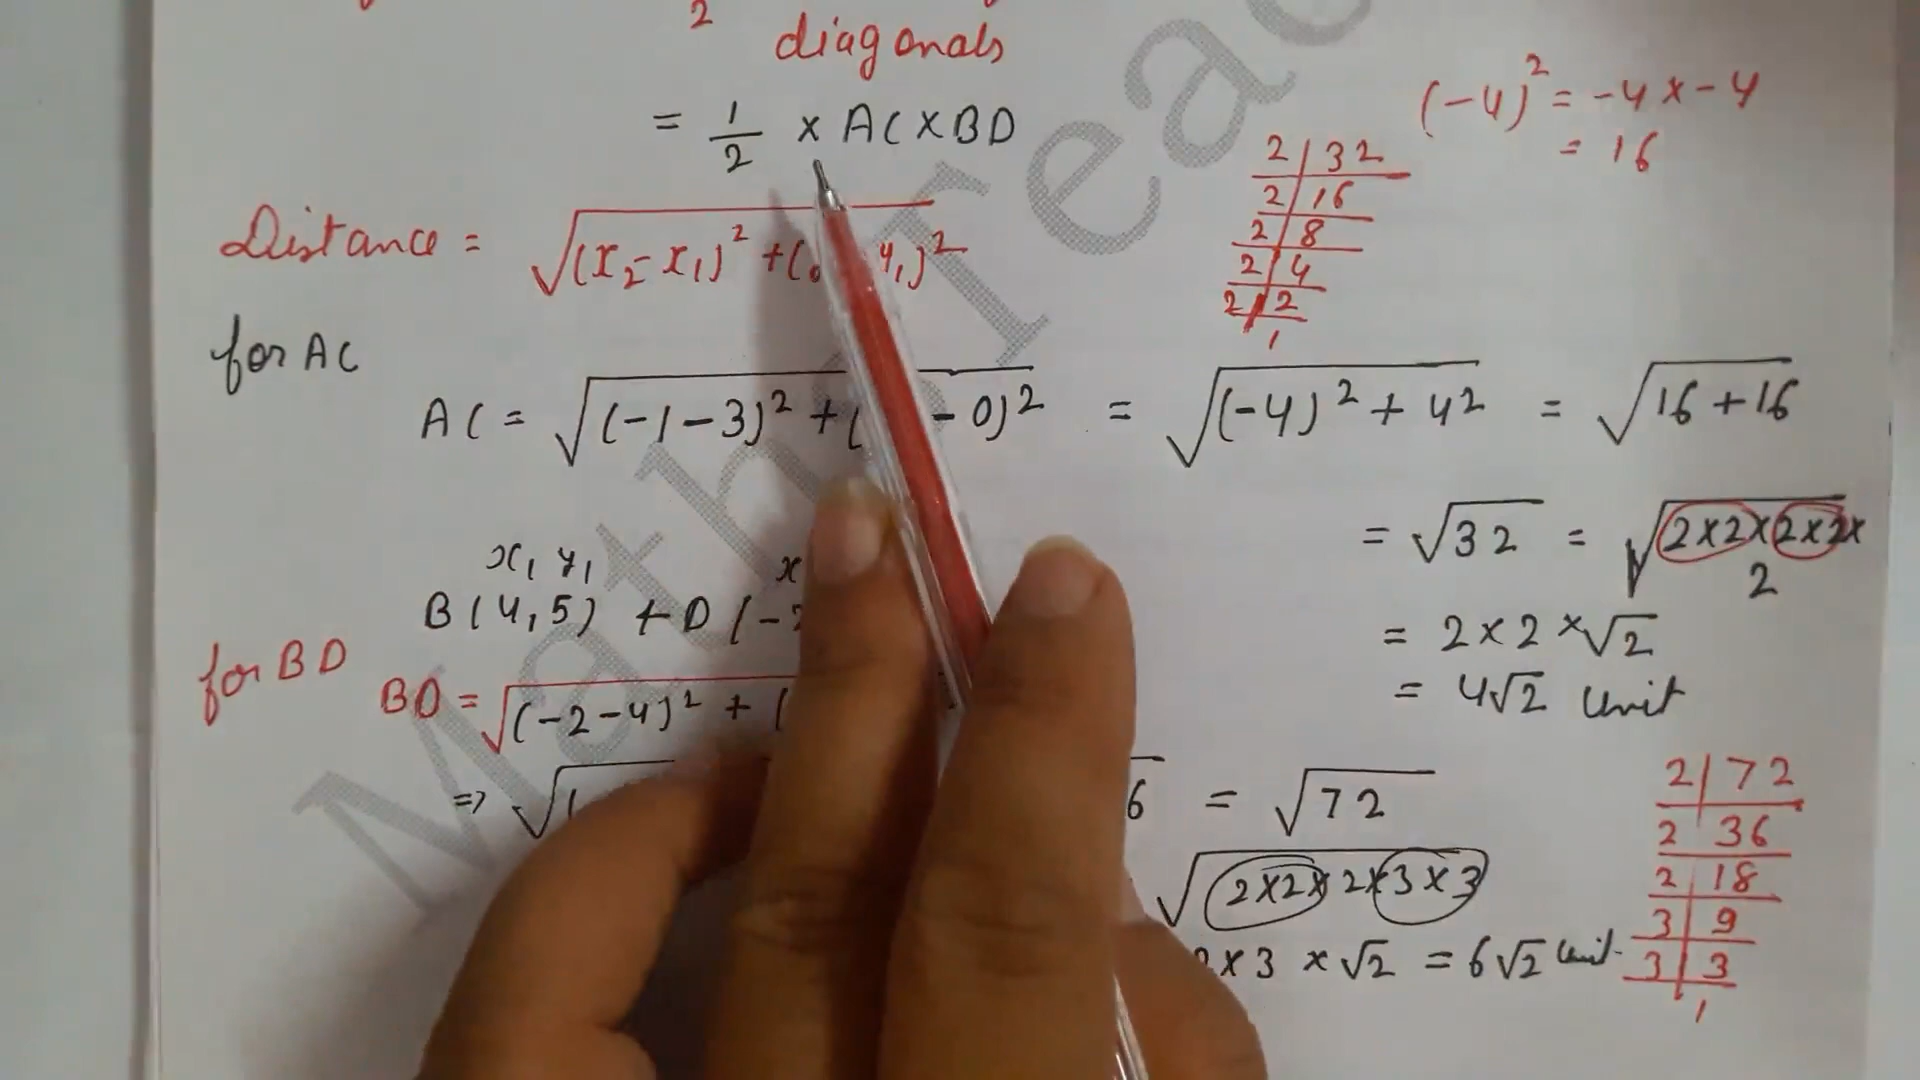 2 diagonals
= 1/2 × AC × BD
(-4)² = -4 × -4
= 16
2 | 32
2 | 16
2 | 8
2 | 4
2 | 2
1
Distance = √(x₂ - x₁)² + ( y₁)²
for AC
AC = √(-1-3)² + ( - 0)² = √(-4)² + 4² = √16 + 16
= √32 = √2×2×2×2×
2
= 2 × 2 × √2
= 4√2 unit
x₁ y₁ x
B(4,5) + D(-2
for BD
BD = √(-2-4)² + (
=> √( 6 = √72
√2×2×2×3×3
×3 ×√2 = 6√2 unit.
2 | 72
2 | 36
2 | 18
3 | 9
3 | 3
1
Math